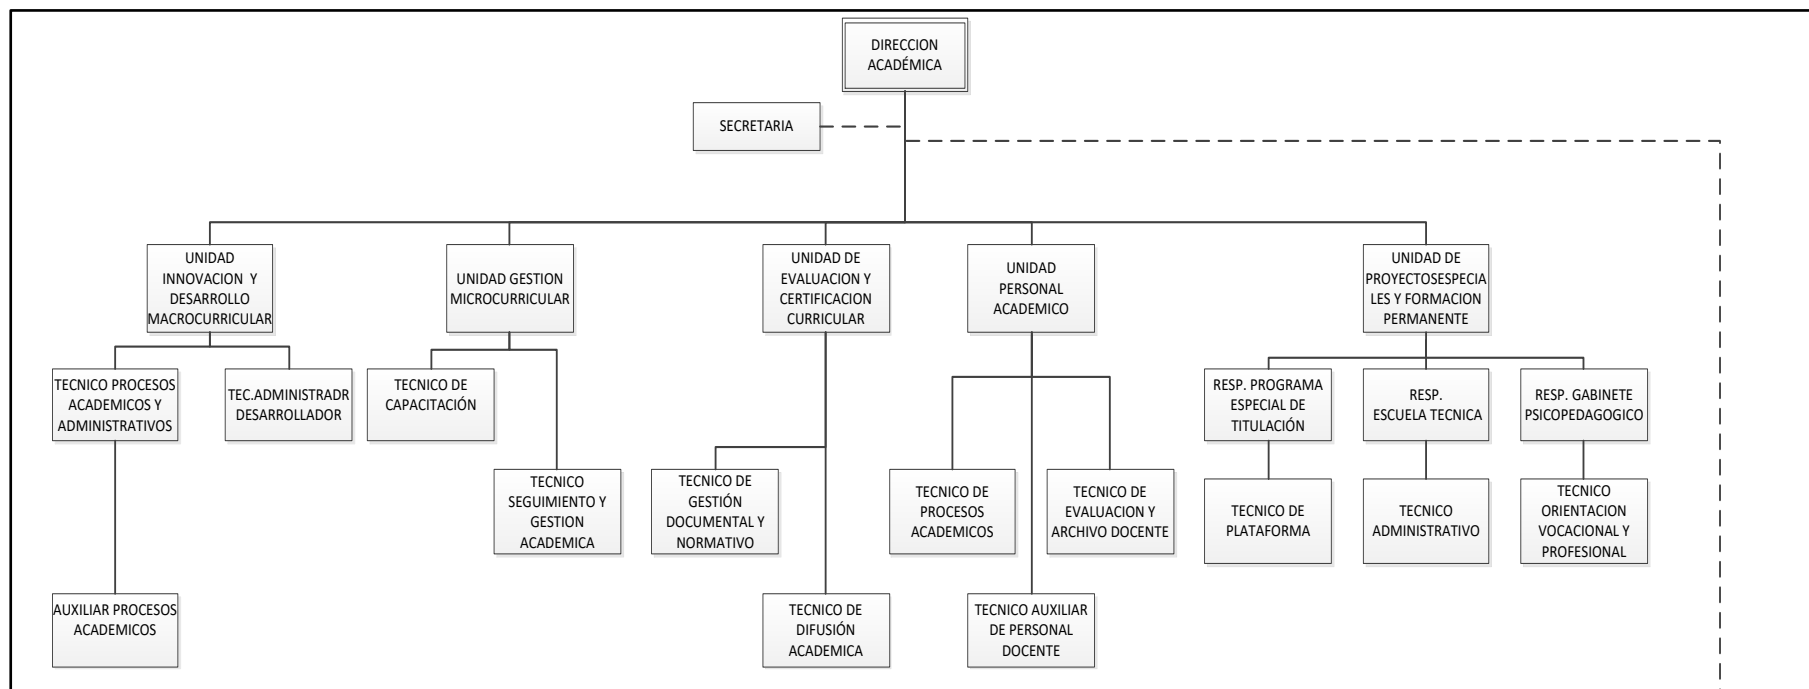 DIRECCION
ACADÉMICA
SECRETARIA
UNIDAD
INNOVACION Y
DESARROLLO
MACROCURRICULAR
UNIDAD GESTION
MICROCURRICULAR
UNIDAD DE
EVALUACION Y
CERTIFICACION
CURRICULAR
UNIDAD
PERSONAL
ACADEMICO
UNIDAD DE
PROYECTOSESPECIA
LES Y FORMACION
PERMANENTE
TECNICO PROCESOS
ACADEMICOS Y
ADMINISTRATIVOS
TEC.ADMINISTRADR
DESARROLLADOR
TECNICO DE
CAPACITACIÓN
RESP. PROGRAMA
ESPECIAL DE
TITULACIÓN
RESP.
ESCUELA TECNICA
RESP. GABINETE
PSICOPEDAGOGICO
TECNICO
SEGUIMIENTO Y
GESTION
ACADEMICA
TECNICO DE
GESTIÓN
DOCUMENTAL Y
NORMATIVO
TECNICO DE
PROCESOS
ACADEMICOS
TECNICO DE
EVALUACION Y
ARCHIVO DOCENTE
TECNICO DE
PLATAFORMA
TECNICO
ADMINISTRATIVO
TECNICO
ORIENTACION
VOCACIONAL Y
PROFESIONAL
AUXILIAR PROCESOS
ACADEMICOS
TECNICO DE
DIFUSIÓN
ACADEMICA
TECNICO AUXILIAR
DE PERSONAL
DOCENTE